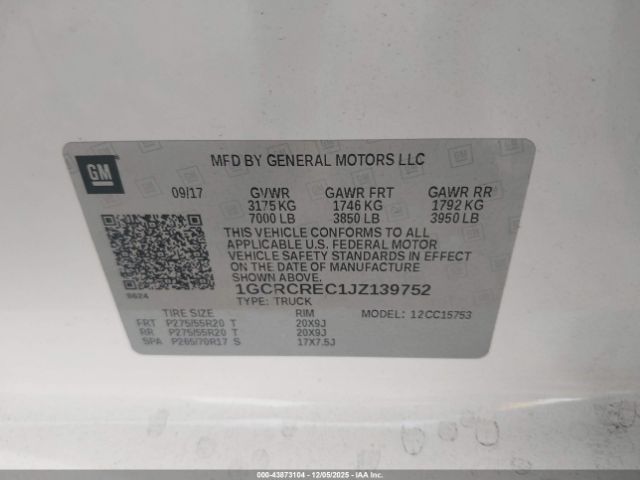 GM
MFD BY GENERAL MOTORS LLC
09/17 GVWR GAWR FRT GAWR RR
3175 KG 1746 KG 1792 KG
7000 LB 3850 LB 3950 LB
THIS VEHICLE CONFORMS TO ALL
APPLICABLE U.S. FEDERAL MOTOR
VEHICLE SAFETY STANDARDS IN EFFECT
ON THE DATE OF MANUFACTURE
SHOWN ABOVE.
9624
1GCRCREC1JZ139752
TYPE: TRUCK
TIRE SIZE RIM MODEL: 12CC15753
FRT P275/55R20 T 20X9J
RR P275/55R20 T 20X9J
SPA P265/70R17 S 17X7.5J
000-43873104 - 12/05/2025 - IAAI.COM